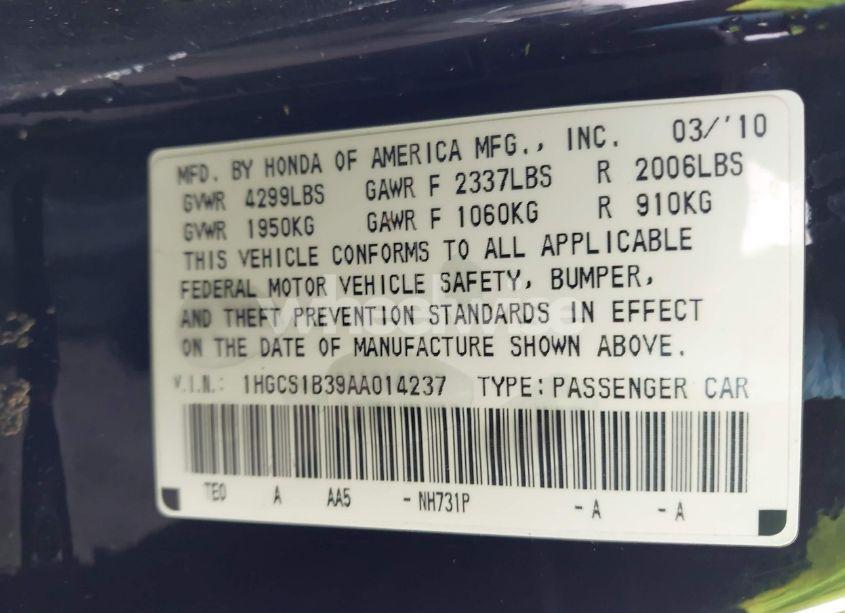 MFD. BY HONDA OF AMERICA MFG., INC. 03/'10
GVWR 4299LBS GAWR F 2337LBS R 2006LBS
GVWR 1950KG GAWR F 1060KG R 910KG
THIS VEHICLE CONFORMS TO ALL APPLICABLE
FEDERAL MOTOR VEHICLE SAFETY, BUMPER,
AND THEFT PREVENTION STANDARDS IN EFFECT
ON THE DATE OF MANUFACTURE SHOWN ABOVE.
V.I.N.: 1HGCS1B39AA014237 TYPE: PASSENGER CAR
TE0 A AA5 - NH731P - A - A